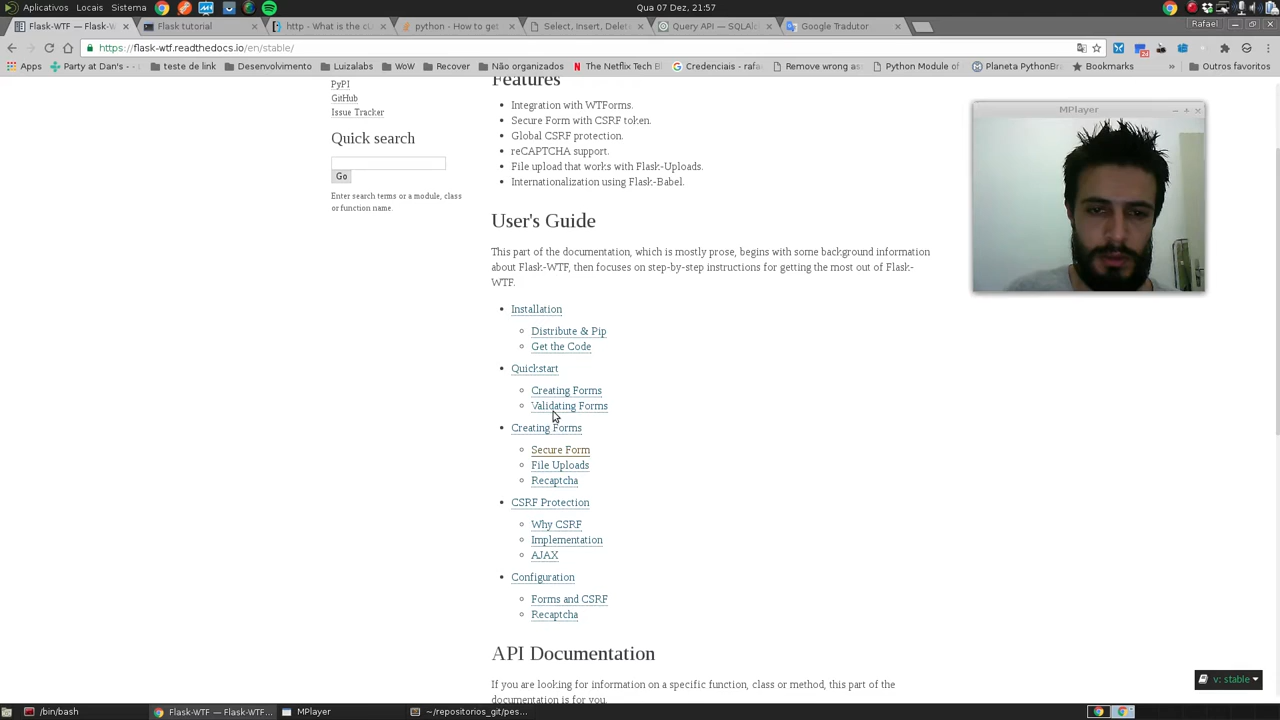 Aplicativos Locais Sistema
Qua 07 Dez, 21:57
Rafael
Flask-WTF — Flask-WT
Flask tutorial
http - What is the cU
python - How to get
Select, Insert, Delete
Query API — SQLAlc
Google Tradutor
https://flask-wtf.readthedocs.io/en/stable/
Apps
Party at Dan's -
teste de link
Desenvolvimento
Luizalabs
WoW
Recover
Não organizados
The Netflix Tech B
Credenciais - rafa
Remove wrong as
Python Module of
Planeta PythonBr
Bookmarks
Outros favoritos
PyPI
GitHub
Issue Tracker
Quick search
Go
Enter search terms or a module, class
or function name.
Features
Integration with WTForms.
Secure Form with CSRF token.
Global CSRF protection.
reCAPTCHA support.
File upload that works with Flask-Uploads.
Internationalization using Flask-Babel.
User's Guide
This part of the documentation, which is mostly prose, begins with some background information
about Flask-WTF, then focuses on step-by-step instructions for getting the most out of Flask-
WTF.
Installation
Distribute & Pip
Get the Code
Quickstart
Creating Forms
Validating Forms
Creating Forms
Secure Form
File Uploads
Recaptcha
CSRF Protection
Why CSRF
Implementation
AJAX
Configuration
Forms and CSRF
Recaptcha
API Documentation
If you are looking for information on a specific function, class or method, this part of the
documentation is for you.
MPlayer
v: stable
/bin/bash
Flask-WTF — Flask-WTF...
MPlayer
~/repositorios_git/pes...